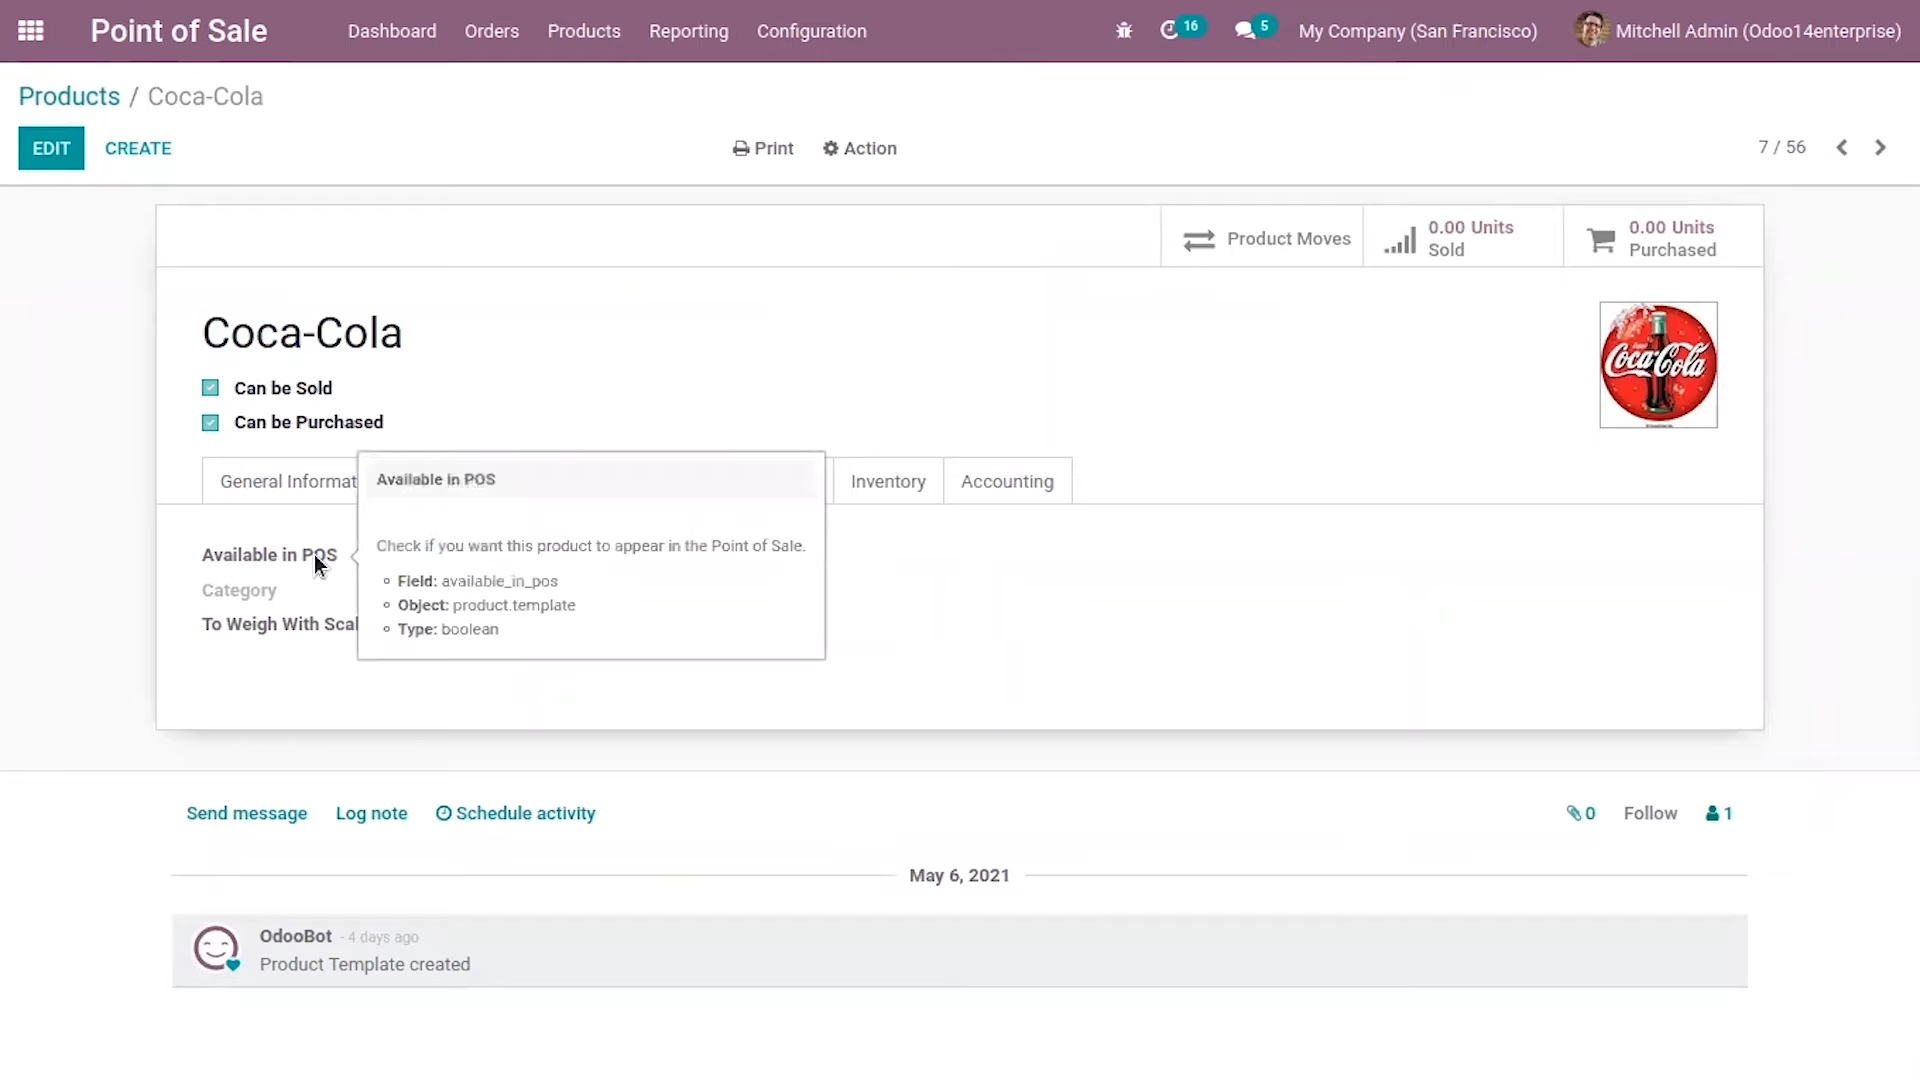 Point of Sale Dashboard Orders Products Reporting Configuration 16 5 My Company (San Francisco) Mitchell Admin (Odoo14enterprise)
Products / Coca-Cola
EDIT CREATE Print Action 7 / 56
Product Moves
0.00 Units
Sold
0.00 Units
Purchased
Coca-Cola
Coca-Cola
Can be Sold
Can be Purchased
General Informat Inventory Accounting
Available in POS
Category
To Weigh With Scal
Available in POS
Check if you want this product to appear in the Point of Sale.
Field: available_in_pos
Object: product.template
Type: boolean
Send message Log note Schedule activity 0 Follow 1
May 6, 2021
OdooBot - 4 days ago
Product Template created